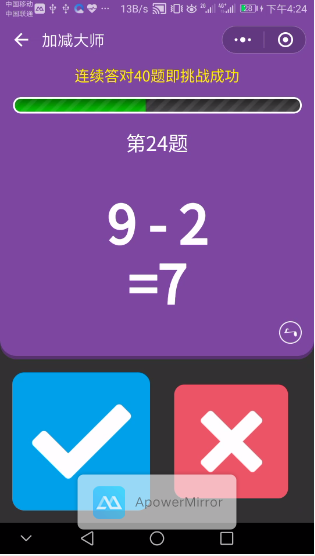 中国移动
中国联通
13B/s
下午4:24
加减大师
连续答对40题即挑战成功
第24题
9 - 2
=7
ApowerMirror